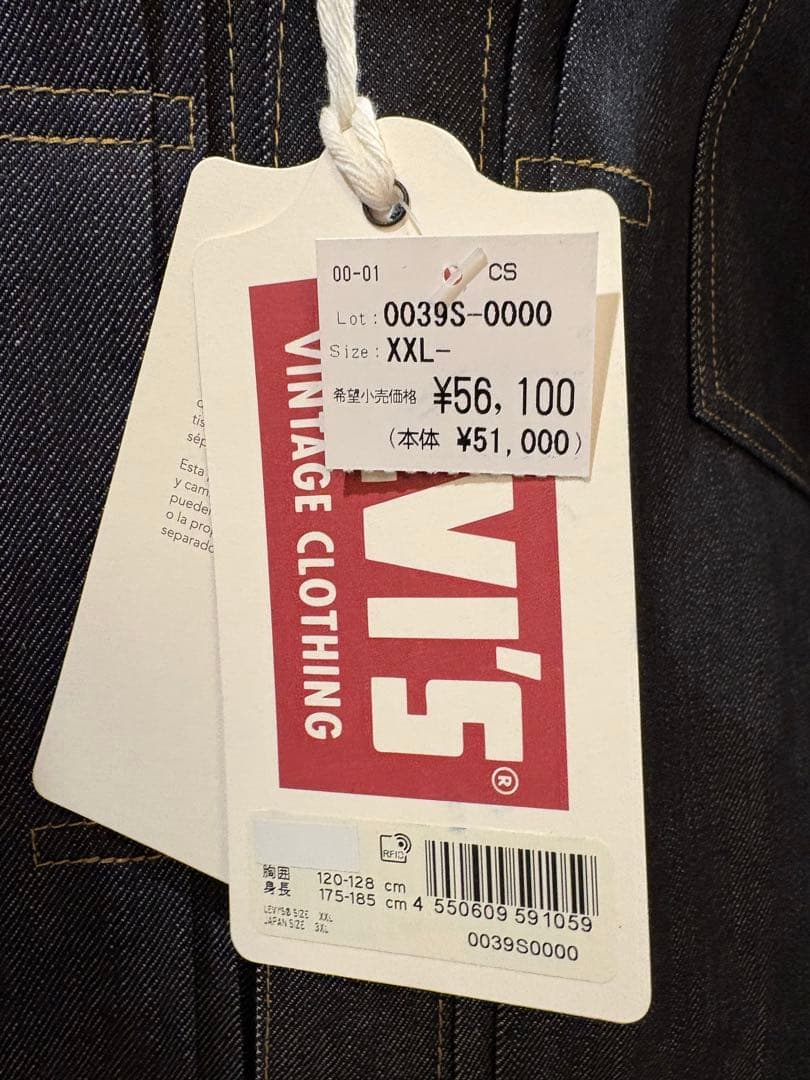 00-01 CS
Lot: 0039S-0000
Size: XXL-
希望小売価格 ¥56,100
(本体 ¥51,000)
VINTAGE CLOTHING
VI'S®
sép
Esta
y cam
pueder
o la pro
separado
RFID
胸囲 120-128 cm
身長 175-185 cm
LEVI'S® SIZE XXL
JAPAN SIZE 3XL
4 550609 591059
0039S0000